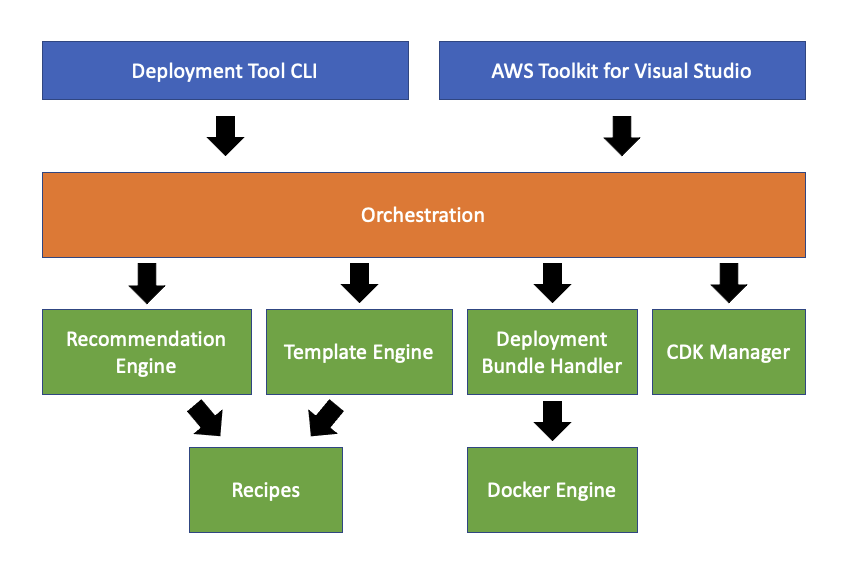 Deployment Tool CLI
AWS Toolkit for Visual Studio
Orchestration
Recommendation
Engine
Template Engine
Deployment
Bundle Handler
CDK Manager
Recipes
Docker Engine